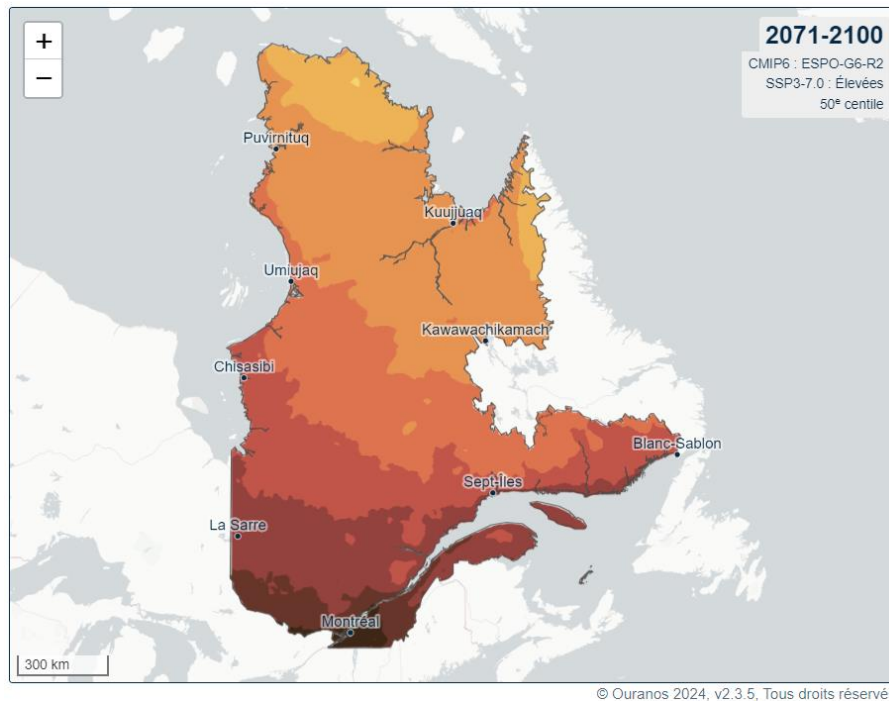 +
−
2071-2100
CMIP6 : ESPO-G6-R2
SSP3-7.0 : Élevées
50e centile
Puvirnituq
Kuujjuaq
Umiujaq
Kawawachikamach
Chisasibi
Blanc-Sablon
Sept-Îles
La Sarre
Montréal
300 km
© Ouranos 2024, v2.3.5, Tous droits réservé